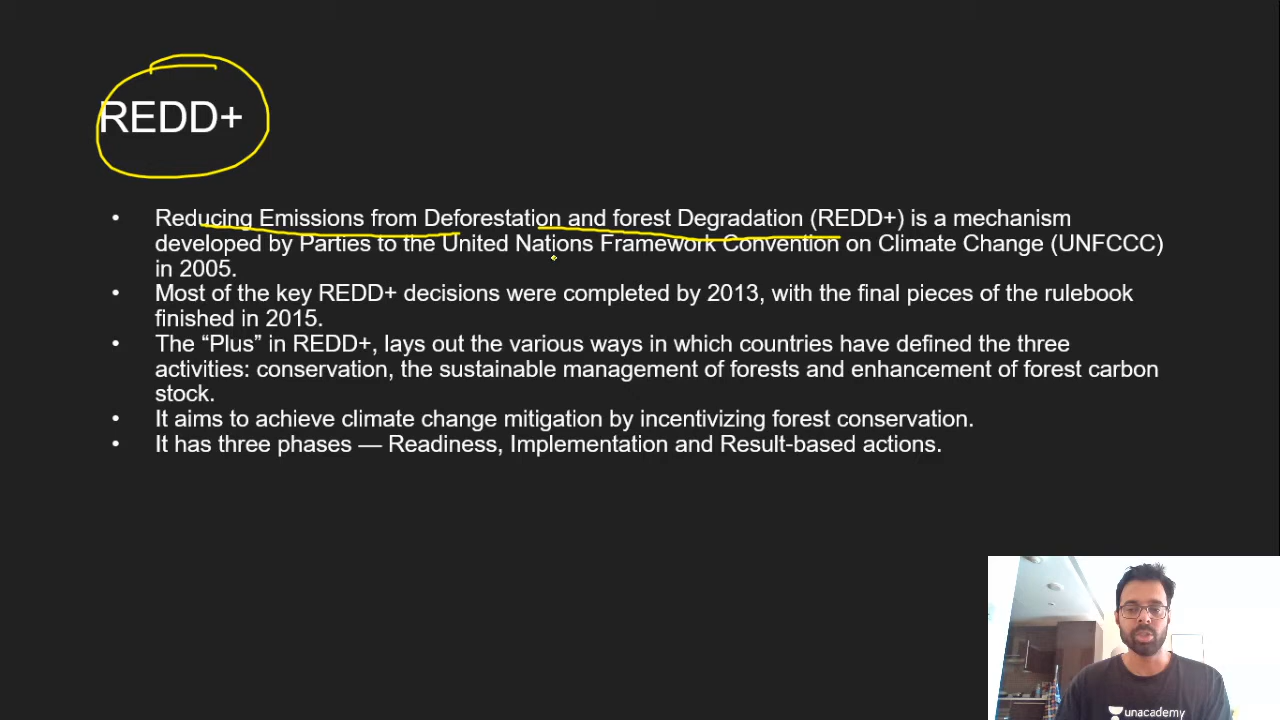 REDD+
• Reducing Emissions from Deforestation and forest Degradation (REDD+) is a mechanism
developed by Parties to the United Nations Framework Convention on Climate Change (UNFCCC)
in 2005.
• Most of the key REDD+ decisions were completed by 2013, with the final pieces of the rulebook
finished in 2015.
• The “Plus” in REDD+, lays out the various ways in which countries have defined the three
activities: conservation, the sustainable management of forests and enhancement of forest carbon
stock.
• It aims to achieve climate change mitigation by incentivizing forest conservation.
• It has three phases — Readiness, Implementation and Result-based actions.
unacademy